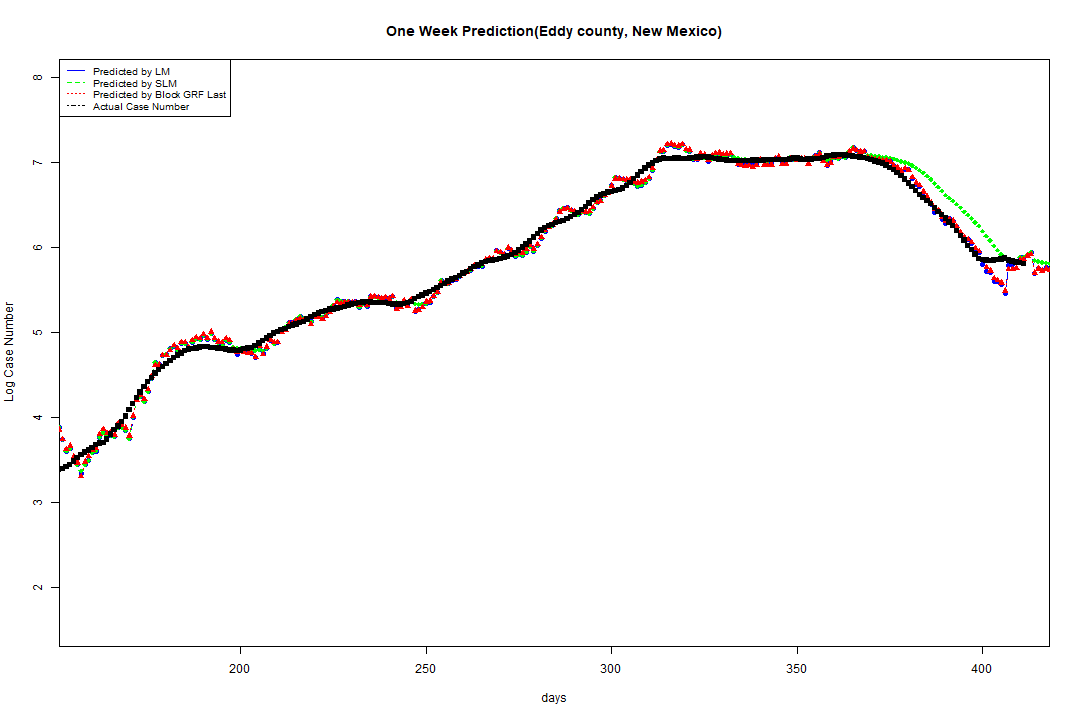 One Week Prediction(Eddy county, New Mexico)
Predicted by LM
Predicted by SLM
Predicted by Block GRF Last
Actual Case Number
8
7
6
5
4
3
2
Log Case Number
200 250 300 350 400
days